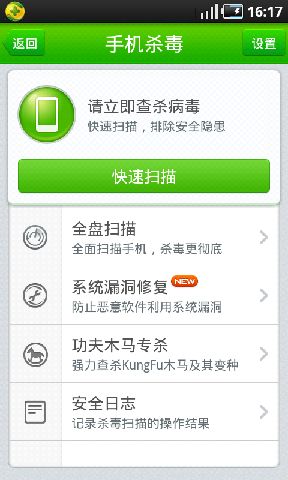 16:17
返回
手机杀毒
设置
请立即查杀病毒
快速扫描，排除安全隐患
快速扫描
全盘扫描
全面扫描手机，杀毒更彻底
系统漏洞修复 NEW
防止恶意软件利用系统漏洞
功夫木马专杀
强力查杀KungFu木马及其变种
安全日志
记录杀毒扫描的操作结果